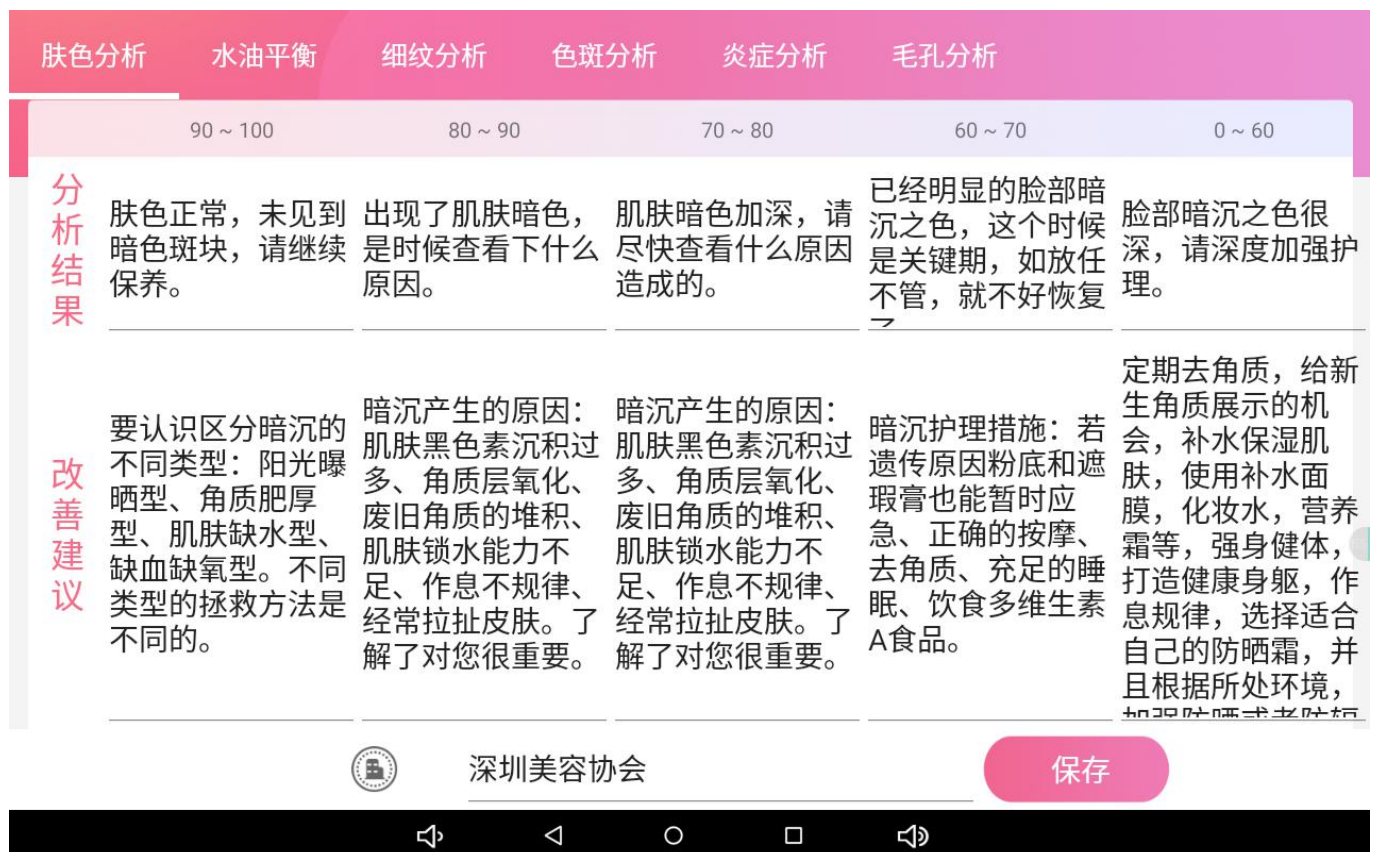 肤色分析 水油平衡 细纹分析 色斑分析 炎症分析 毛孔分析
90 ~ 100 80 ~ 90 70 ~ 80 60 ~ 70 0 ~ 60
分析结果
肤色正常，未见到
暗色斑块，请继续
保养。
出现了肌肤暗色，
是时候查看下什么
原因。
肌肤暗色加深，请
尽快查看什么原因
造成的。
已经明显的脸部暗
沉之色，这个时候
是关键期，如放任
不管，就不好恢复
脸部暗沉之色很
深，请深度加强护
理。
改善建议
要认识区分暗沉的
不同类型：阳光曝
晒型、角质肥厚
型、肌肤缺水型、
缺血缺氧型。不同
类型的拯救方法是
不同的。
暗沉产生的原因：
肌肤黑色素沉积过
多、角质层氧化、
废旧角质的堆积、
肌肤锁水能力不
足、作息不规律、
经常拉扯皮肤。了
解了对您很重要。
暗沉产生的原因：
肌肤黑色素沉积过
多、角质层氧化、
废旧角质的堆积、
肌肤锁水能力不
足、作息不规律、
经常拉扯皮肤。了
解了对您很重要。
暗沉护理措施：若
遗传原因粉底和遮
瑕膏也能暂时应
急、正确的按摩、
去角质、充足的睡
眠、饮食多维生素
A食品。
定期去角质，给新
生角质展示的机
会，补水保湿肌
肤，使用补水面
膜，化妆水，营养
霜等，强身健体，
打造健康身躯，作
息规律，选择适合
自己的防晒霜，并
且根据所处环境，
深圳美容协会
保存